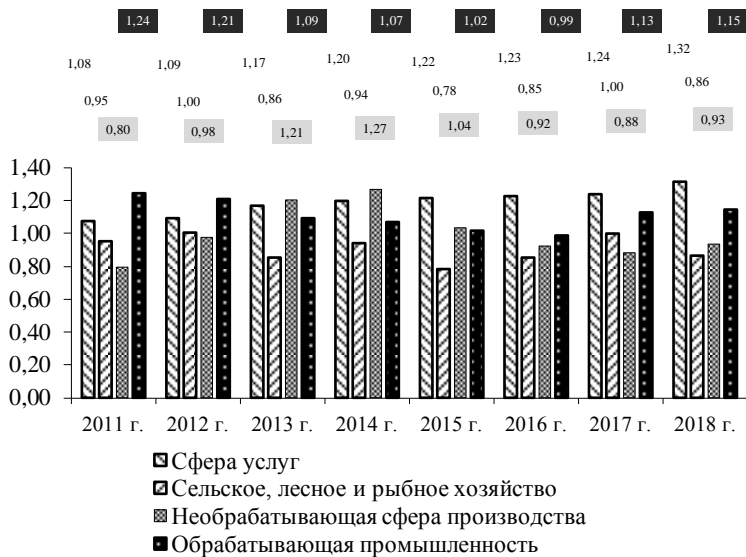 1,24 1,21 1,09 1,07 1,02 0,99 1,13 1,15
1,08 1,09 1,17 1,20 1,22 1,23 1,24 1,32
0,95 1,00 0,86 0,94 0,78 0,85 1,00 0,86
0,80 0,98 1,21 1,27 1,04 0,92 0,88 0,93
1,40
1,20
1,00
0,80
0,60
0,40
0,20
0,00
2011 г. 2012 г. 2013 г. 2014 г. 2015 г. 2016 г. 2017 г. 2018 г.
Сфера услуг
Сельское, лесное и рыбное хозяйство
Необрабатывающая сфера производства
Обрабатывающая промышленность